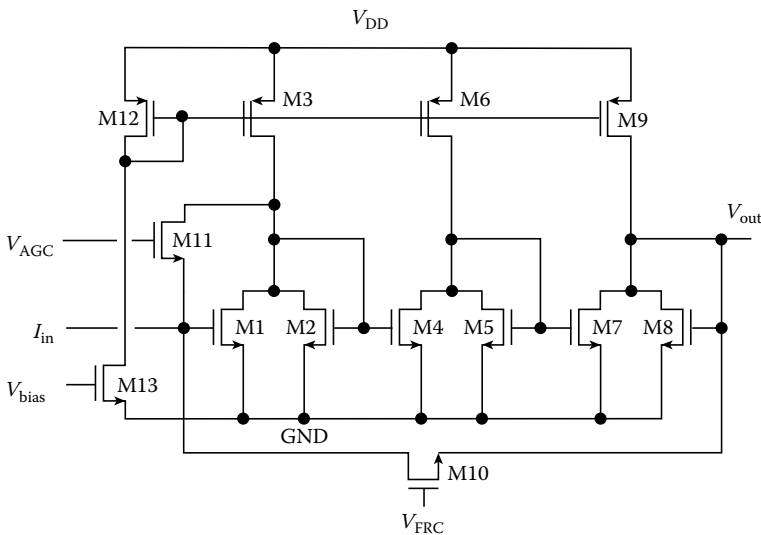 V_DD
M12
M3
M6
M9
V_AGC
M11
V_out
I_in
M1
M2
M4
M5
M7
M8
V_bias
M13
GND
M10
V_FRC